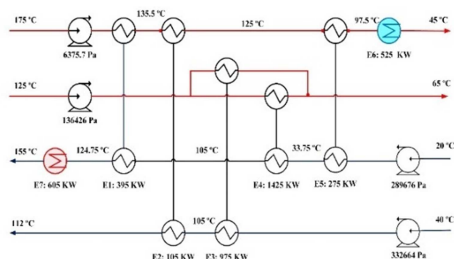 175 °C 135.5 °C 125 °C 97.5 °C 45 °C
6375.7 Pa E6: 525 KW
125 °C 65 °C
136426 Pa
155 °C 124.75 °C 105 °C 33.75 °C 20 °C
E7: 605 KW E1: 395 KW E4: 1425 KW E5: 275 KW 289676 Pa
112 °C 105 °C 40 °C
E2: 105 KW E3: 975 KW 332664 Pa